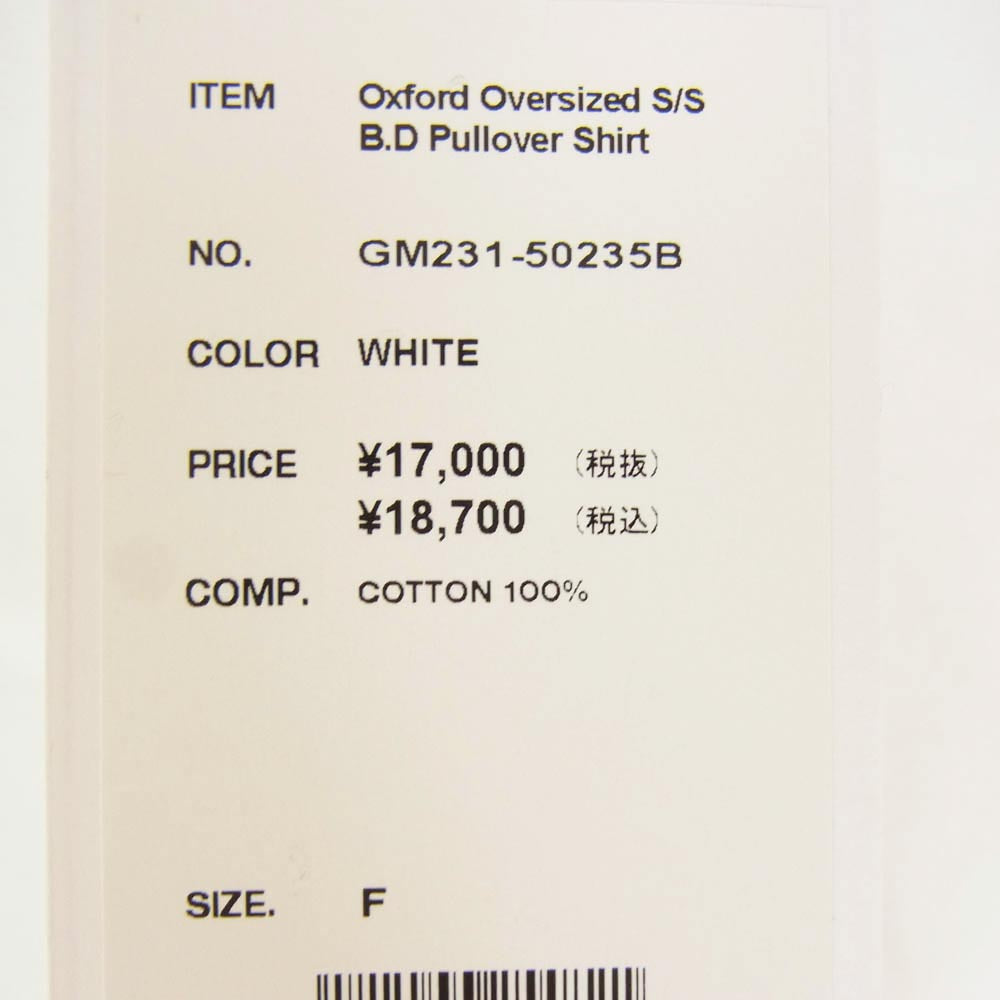 ITEM Oxford Oversized S/S
B.D Pullover Shirt
NO. GM231-50235B
COLOR WHITE
PRICE ¥17,000 (税抜)
¥18,700 (税込)
COMP. COTTON 100%
SIZE. F